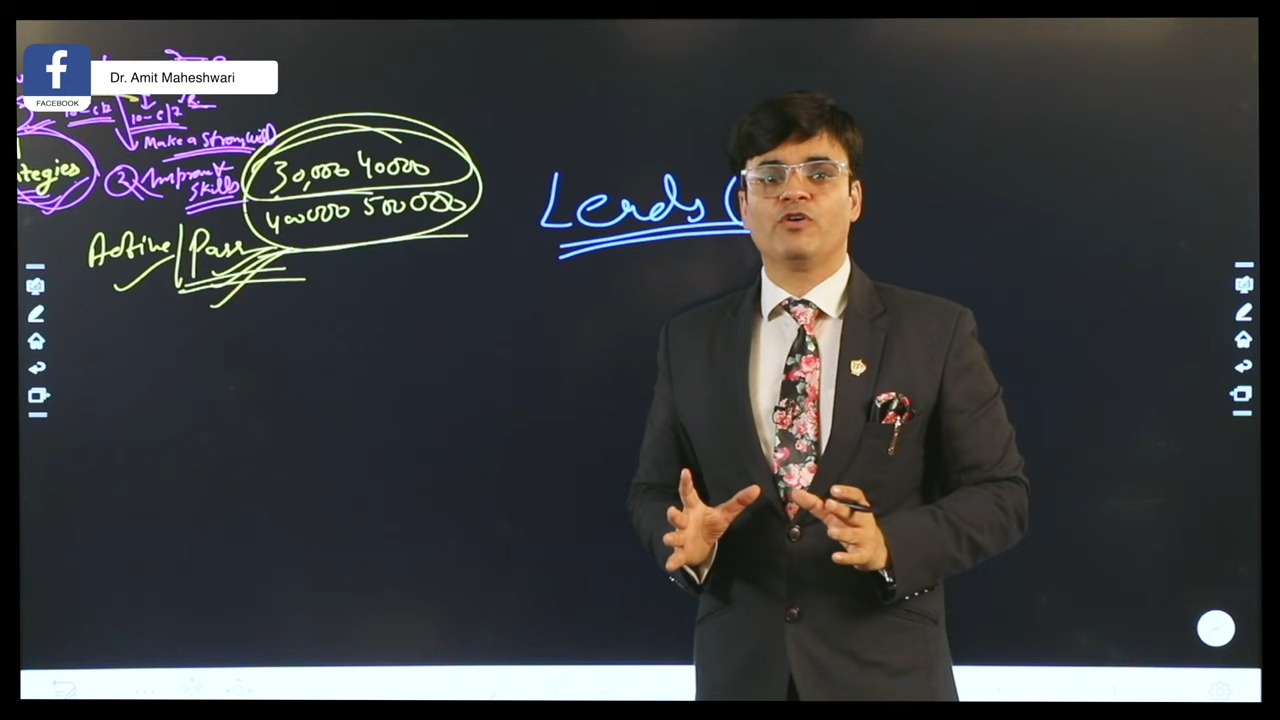 Dr. Amit Maheshwari
FACEBOOK
10-c/2
Make a Strong Will
tegies
② Improve
Skills
30,000 40000
400000 500000
Active/Pass
Leads (